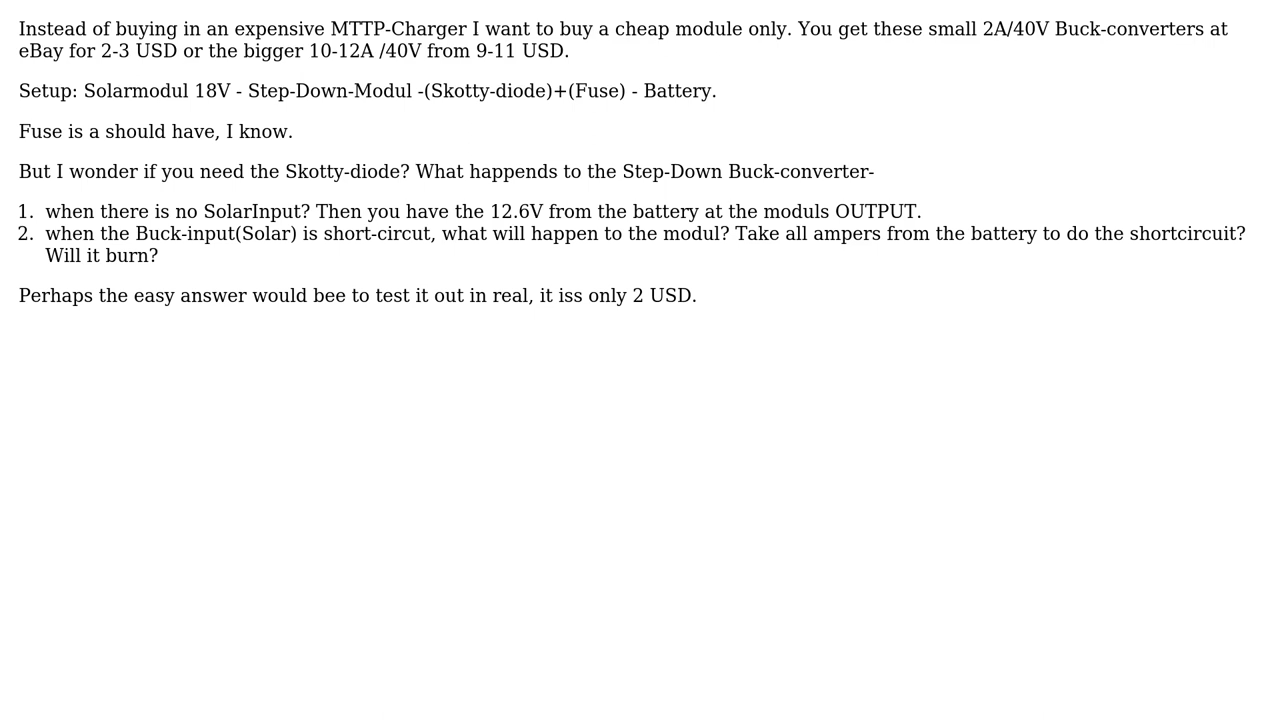 Instead of buying in an expensive MTTP-Charger I want to buy a cheap module only. You get these small 2A/40V Buck-converters at
eBay for 2-3 USD or the bigger 10-12A /40V from 9-11 USD.
Setup: Solarmodul 18V - Step-Down-Modul -(Skotty-diode)+(Fuse) - Battery.
Fuse is a should have, I know.
But I wonder if you need the Skotty-diode? What happends to the Step-Down Buck-converter-
1. when there is no SolarInput? Then you have the 12.6V from the battery at the moduls OUTPUT.
2. when the Buck-input(Solar) is short-circut, what will happen to the modul? Take all ampers from the battery to do the shortcircuit?
Will it burn?
Perhaps the easy answer would bee to test it out in real, it iss only 2 USD.